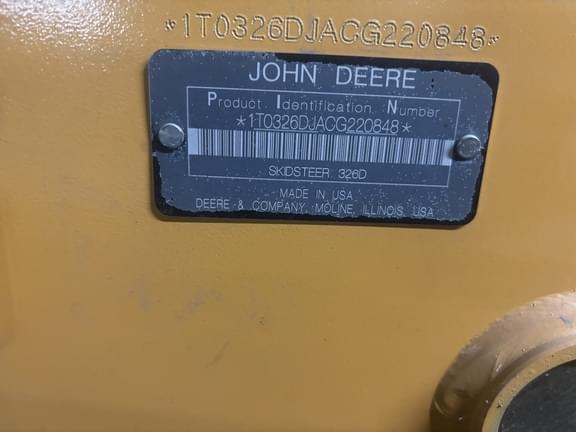 *1T0326DJACG220848*
JOHN DEERE
Product Identification Number
*1T0326DJACG220848*
SKIDSTEER 326D
MADE IN USA
DEERE & COMPANY, MOLINE, ILLINOIS, USA